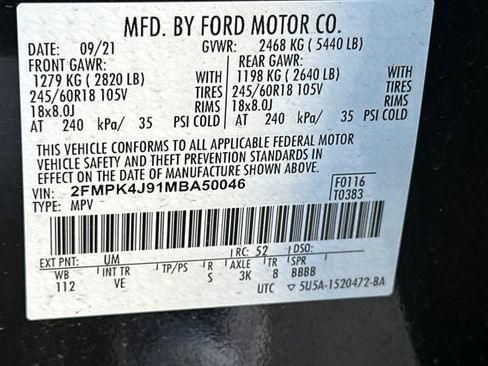 MFD. BY FORD MOTOR CO.
DATE: 09/21 GVWR: 2468 KG ( 5440 LB)
FRONT GAWR: REAR GAWR:
1279 KG ( 2820 LB) WITH 1198 KG ( 2640 LB) WITH
245/60R18 105V TIRES 245/60R18 105V TIRES
18x8.0J RIMS 18x8.0J RIMS
AT 240 kPa/ 35 PSI COLD AT 240 kPa/ 35 PSI COLD
THIS VEHICLE CONFORMS TO ALL APPLICABLE FEDERAL MOTOR
VEHICLE SAFETY AND BUMPER STANDARDS IN EFFECT ON THE DATE
OF MANUFACTURE SHOWN ABOVE.
VIN: 2FMPK4J91MBA50046 F0116
TYPE: MPV T0383
EXT PNT: UM RC: 52 DSO:
WB INT TR TP/PS R AXLE TR SPR
112 VE S 3K 8 BBBB
UTC 5U5A-1520472-BA